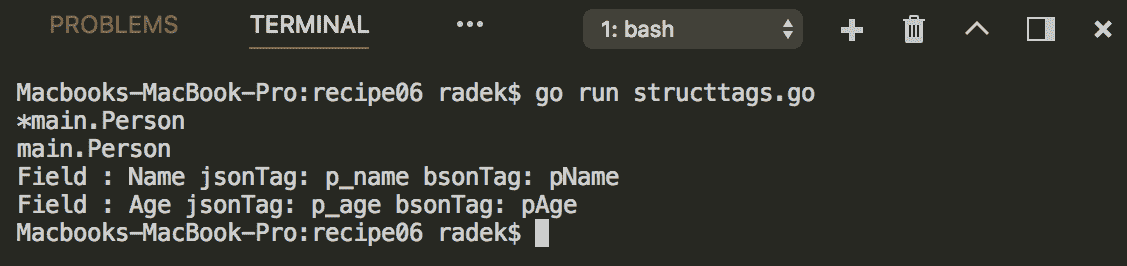 PROBLEMS TERMINAL ••• 1: bash
Macbooks-MacBook-Pro:recipe06 radek$ go run structtags.go
*main.Person
main.Person
Field : Name jsonTag: p_name bsonTag: pName
Field : Age jsonTag: p_age bsonTag: pAge
Macbooks-MacBook-Pro:recipe06 radek$